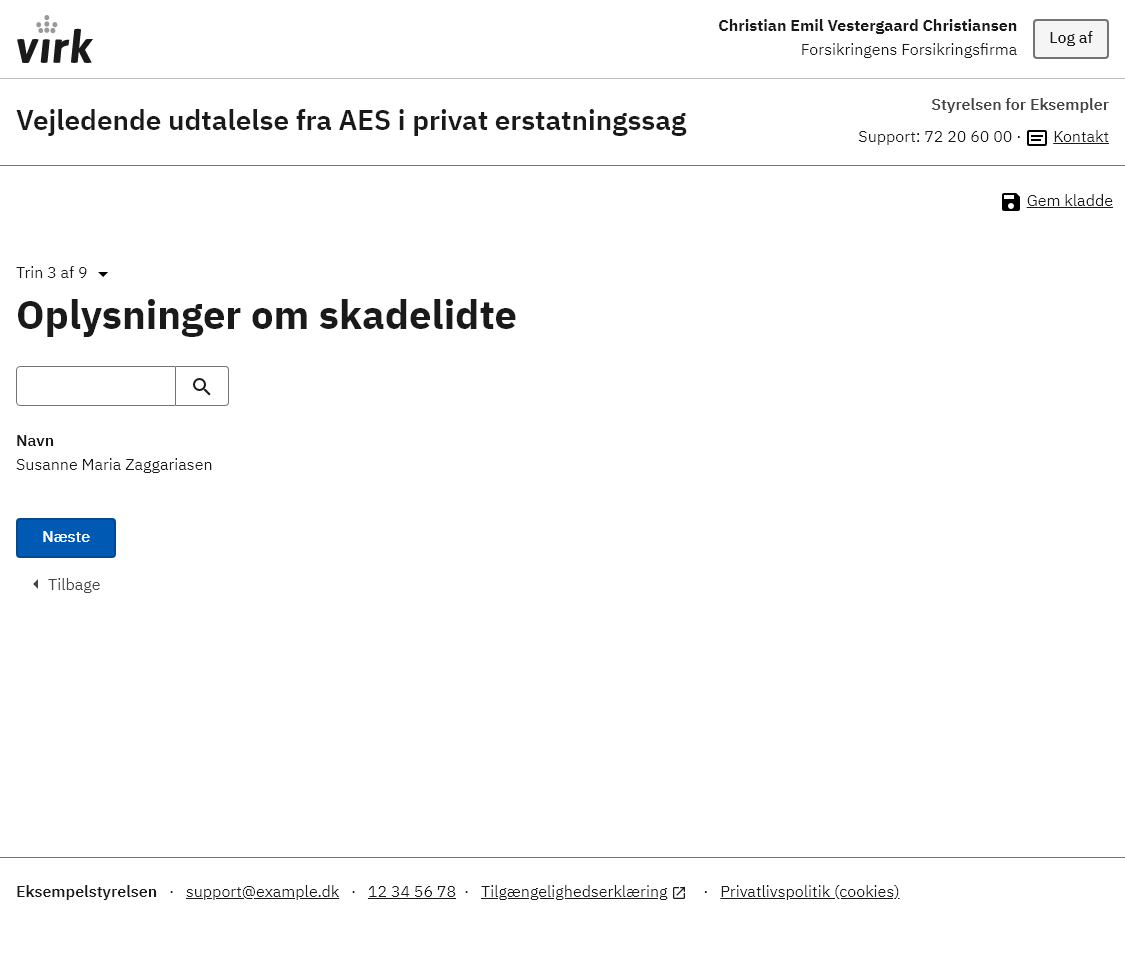 virk
Christian Emil Vestergaard Christiansen
Forsikringens Forsikringsfirma
Log af
Vejledende udtalelse fra AES i privat erstatningssag
Styrelsen for Eksempler
Support: 72 20 60 00 · Kontakt
Gem kladde
Trin 3 af 9
Oplysninger om skadelidte
Navn
Susanne Maria Zaggariasen
Næste
Tilbage
Eksempelstyrelsen · support@example.dk · 12 34 56 78 · Tilgængelighedserklæring · Privatlivspolitik (cookies)